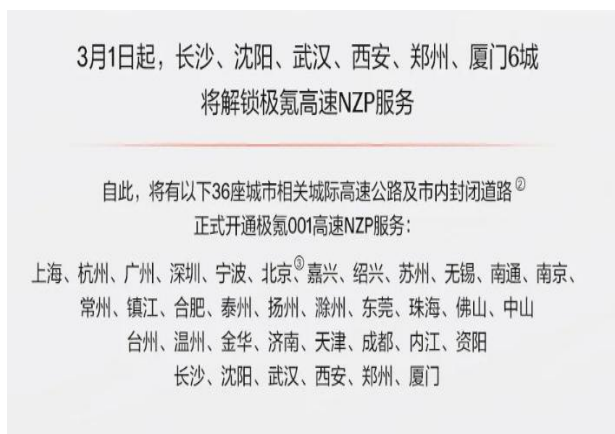 3月1日起，长沙、沈阳、武汉、西安、郑州、厦门6城
将解锁极氪高速NZP服务
自此，将有以下36座城市相关城际高速公路及市内封闭道路②
正式开通极氪001高速NZP服务：
上海、杭州、广州、深圳、宁波、北京③、嘉兴、绍兴、苏州、无锡、南通、南京、
常州、镇江、合肥、泰州、扬州、滁州、东莞、珠海、佛山、中山
台州、温州、金华、济南、天津、成都、内江、资阳
长沙、沈阳、武汉、西安、郑州、厦门